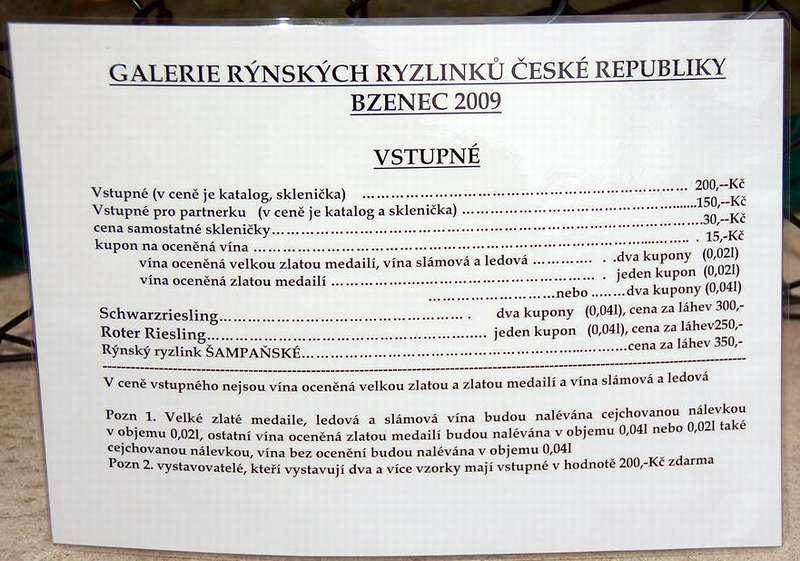 GALERIE RÝNSKÝCH RYZLINKŮ ČESKÉ REPUBLIKY
BZENEC 2009
VSTUPNÉ
Vstupné (v ceně je katalog, sklenička) ................................................................ 200,--Kč
Vstupné pro partnerku (v ceně je katalog a sklenička) ..............................................150,--Kč
cena samostatné skleničky.....................................................................................30,--Kč
kupon na oceněná vína ......................................................................... . 15,-Kč
vína oceněná velkou zlatou medailí, vína slámová a ledová .............. . .dva kupony (0,02l)
vína oceněná zlatou medailí ...................................................... . jeden kupon (0,02l)
..........................nebo ........dva kupony (0,04l)
Schwarzriesling.................................................. . dva kupony (0,04l), cena za láhev 300,-
Roter Riesling......................................................... jeden kupon (0,04l), cena za láhev250,-
Rýnský ryzlink ŠAMPAŇSKÉ..................................................................cena za láhev 350,-
V ceně vstupného nejsou vína oceněná velkou zlatou a zlatou medailí a vína slámová a ledová
Pozn 1. Velké zlaté medaile, ledová a slámová vína budou nalévána cejchovanou nálevkou
v objemu 0,02l, ostatní vína oceněná zlatou medailí budou nalévána v objemu 0,04l nebo 0,02l také
cejchovanou nálevkou, vína bez ocenění budou nalévána v objemu 0,04l
Pozn 2. vystavovatelé, kteří vystavují dva a více vzorky mají vstupné v hodnotě 200,-Kč zdarma